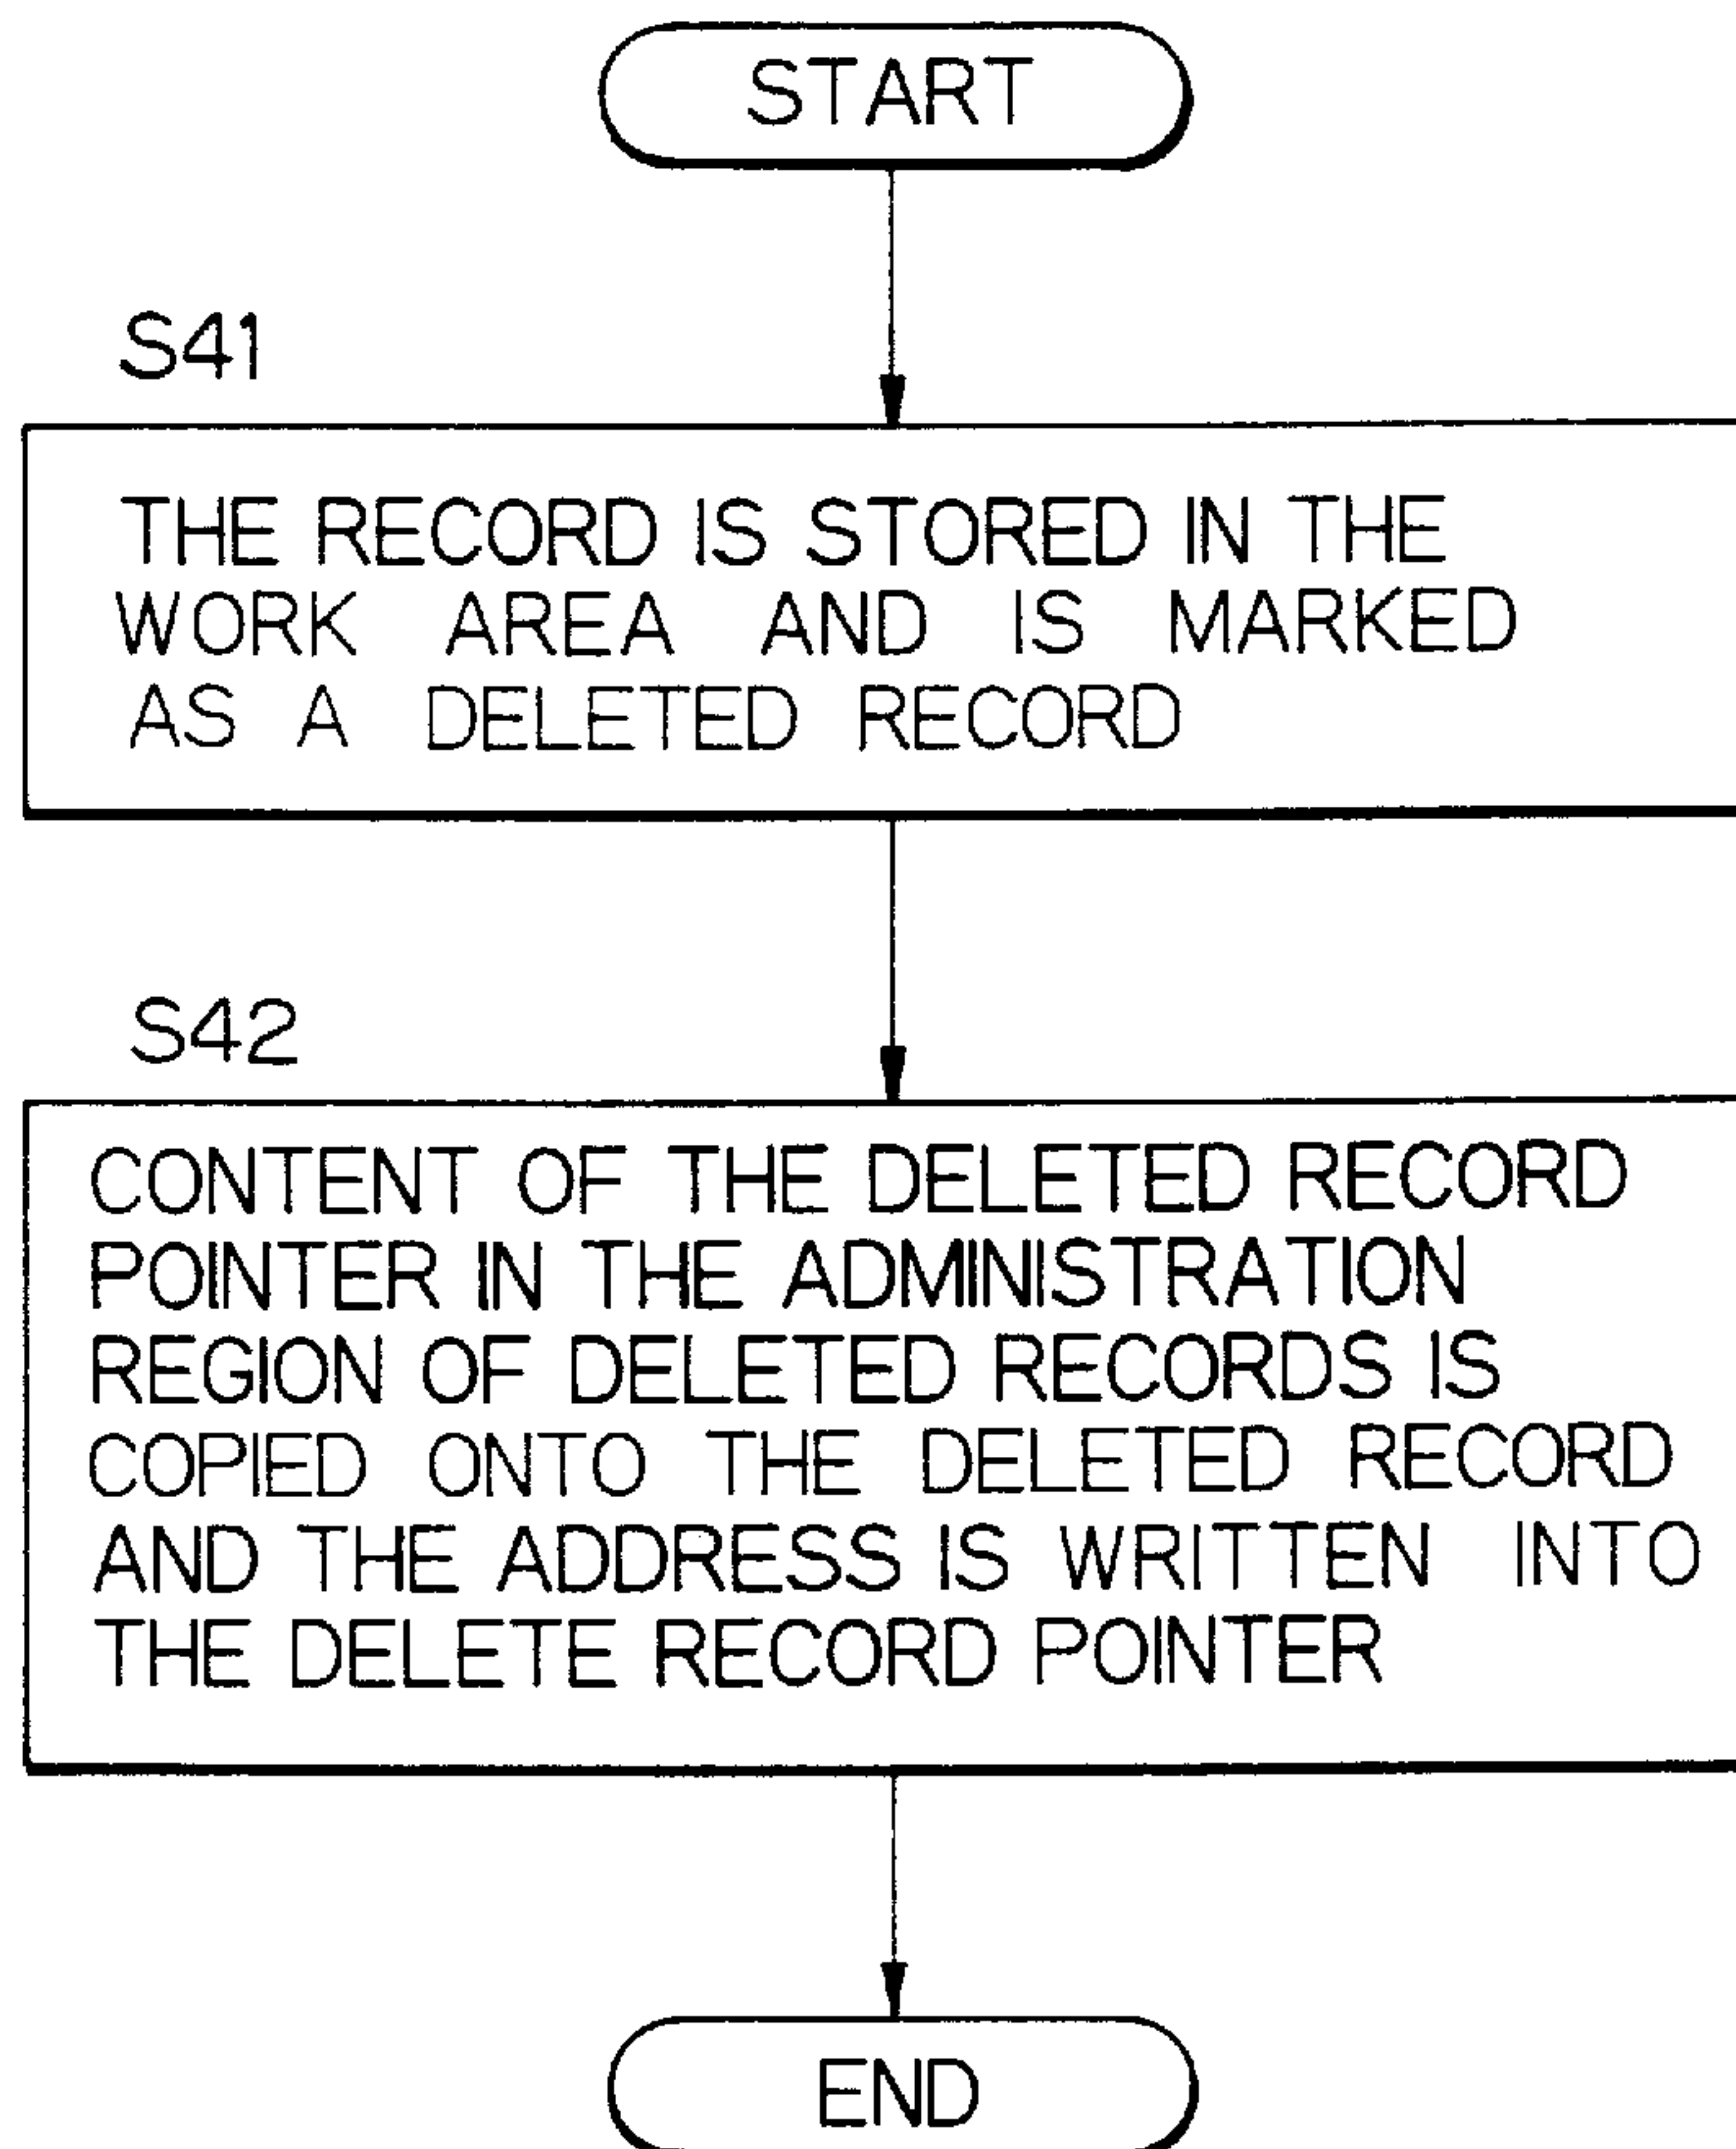 START
S41
THE RECORD IS STORED IN THE
WORK AREA AND IS MARKED
AS A DELETED RECORD
S42
CONTENT OF THE DELETED RECORD
POINTER IN THE ADMINISTRATION
REGION OF DELETED RECORDS IS
COPIED ONTO THE DELETED RECORD
AND THE ADDRESS IS WRITTEN INTO
THE DELETE RECORD POINTER
END